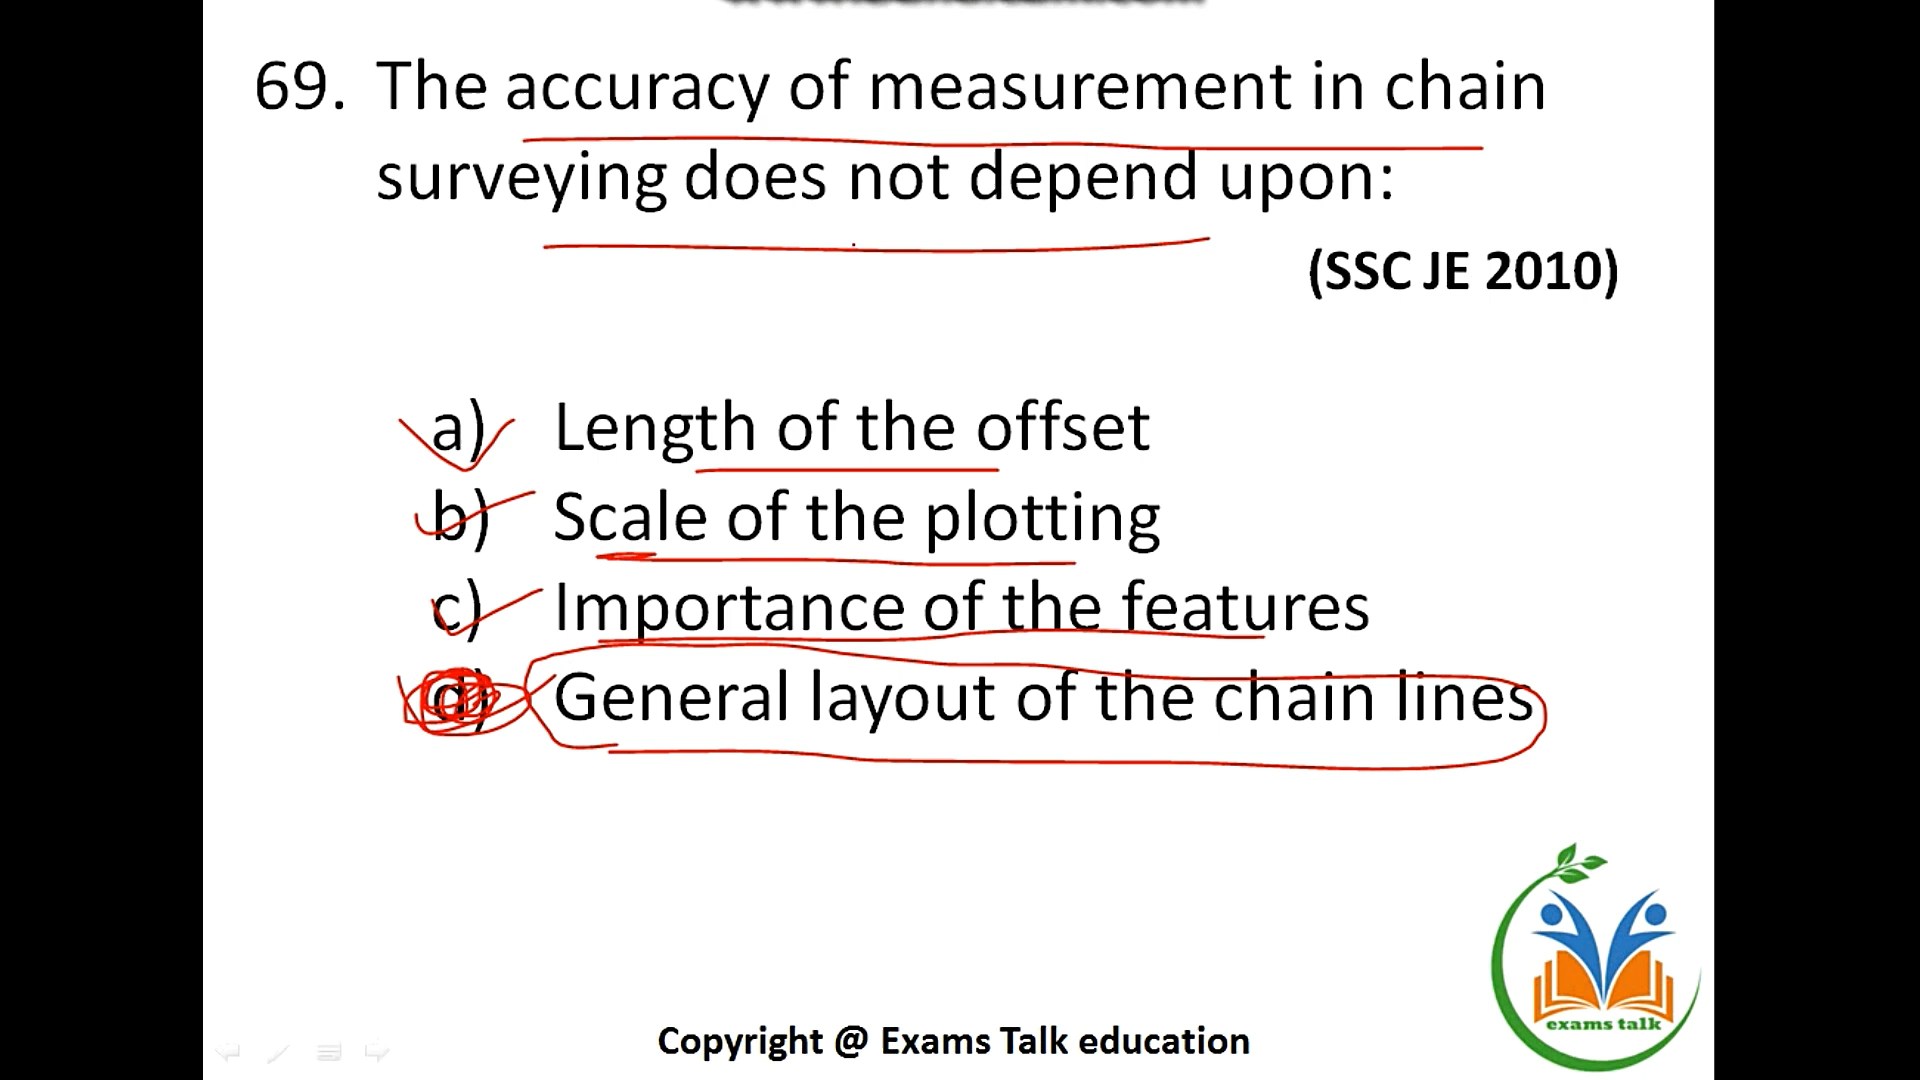 69. The accuracy of measurement in chain
surveying does not depend upon:
(SSC JE 2010)
a) Length of the offset
b) Scale of the plotting
c) Importance of the features
d) General layout of the chain lines
exams talk
Copyright @ Exams Talk education